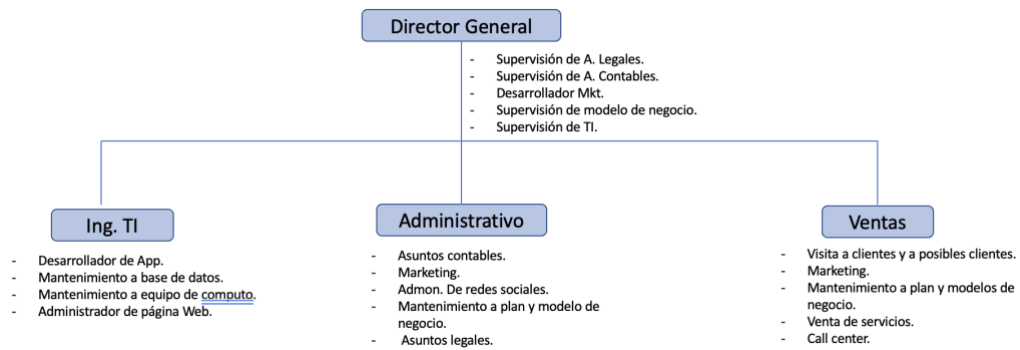 Director General
- Supervisión de A. Legales.
- Supervisión de A. Contables.
- Desarrollador Mkt.
- Supervisión de modelo de negocio.
- Supervisión de TI.
Ing. TI
- Desarrollador de App.
- Mantenimiento a base de datos.
- Mantenimiento a equipo de computo.
- Administrador de página Web.
Administrativo
- Asuntos contables.
- Marketing.
- Admon. De redes sociales.
- Mantenimiento a plan y modelo de
negocio.
- Asuntos legales.
Ventas
- Visita a clientes y a posibles clientes.
- Marketing.
- Mantenimiento a plan y modelos de
negocio.
- Venta de servicios.
- Call center.